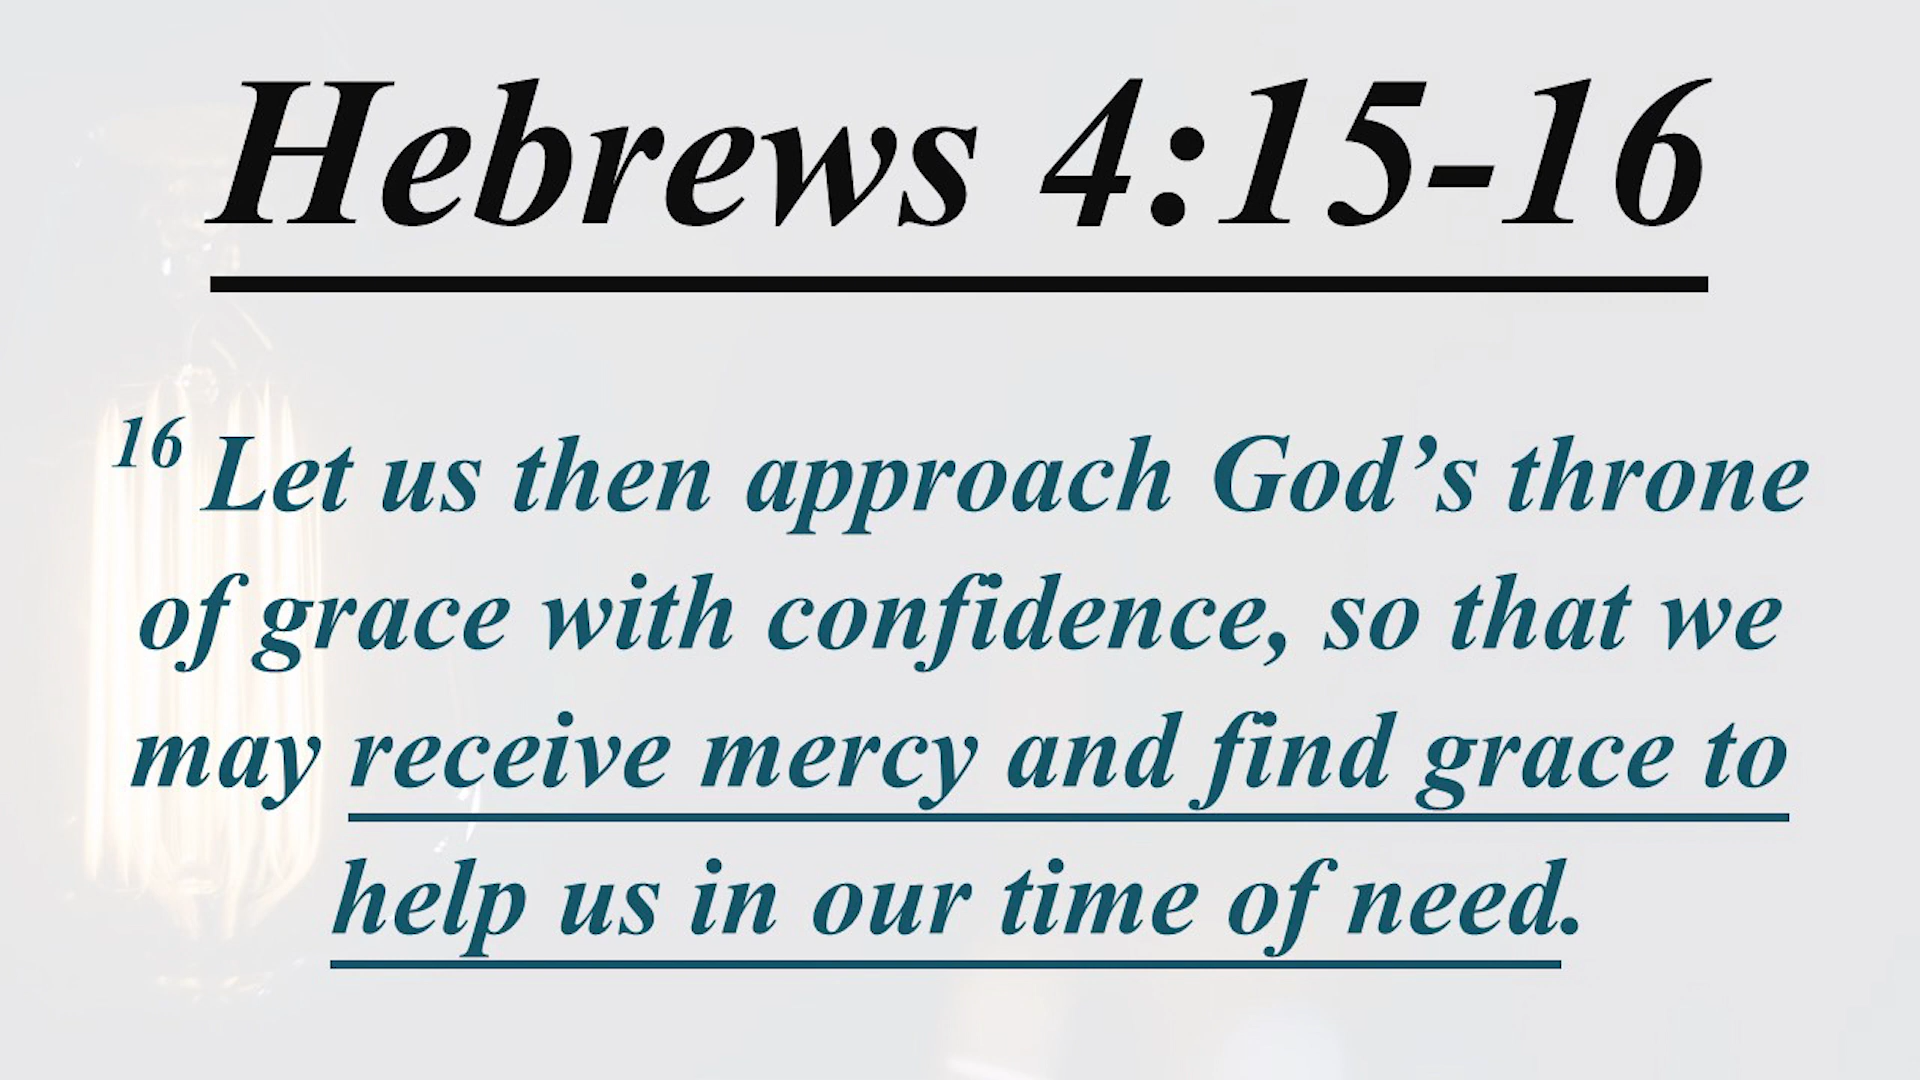 Hebrews 4:15-16
16 Let us then approach God’s throne
of grace with confidence, so that we
may receive mercy and find grace to
help us in our time of need.